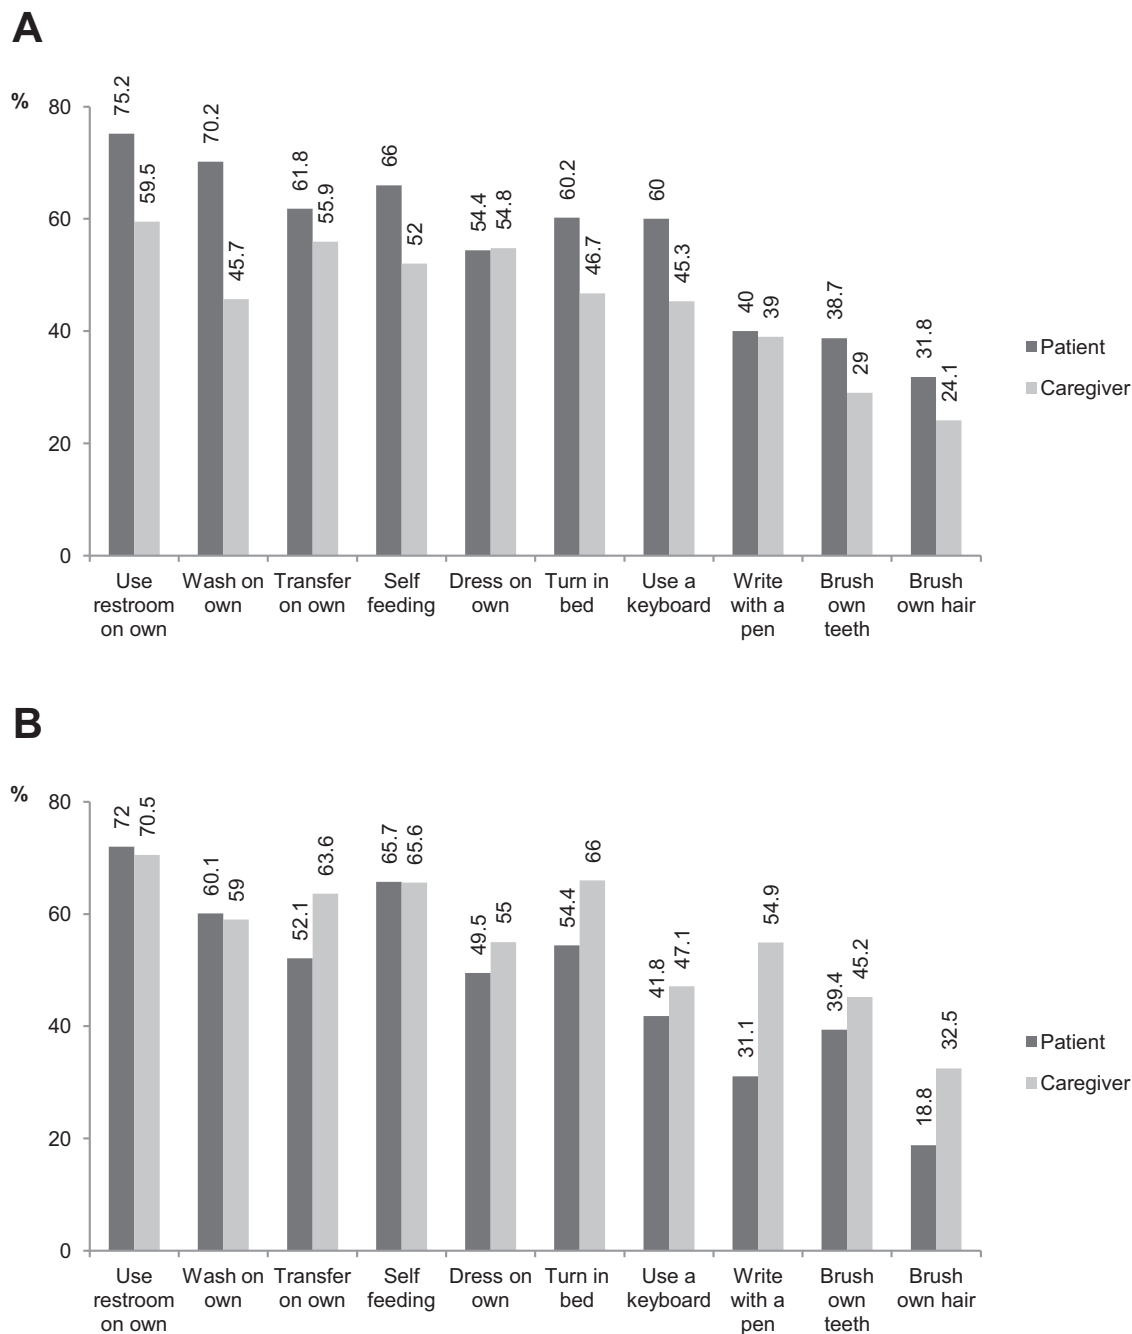 A
%
80
60
40
20
0
75.2
59.5
70.2
45.7
61.8
55.9
66
52
54.4
54.8
60.2
46.7
60
45.3
40
39
38.7
29
31.8
24.1
Use
restroom
on own
Wash on
own
Transfer
on own
Self
feeding
Dress on
own
Turn in
bed
Use a
keyboard
Write
with a
pen
Brush
own
teeth
Brush
own hair
Patient
Caregiver
B
%
80
60
40
20
0
72
70.5
60.1
59
52.1
63.6
65.7
65.6
49.5
55
54.4
66
41.8
47.1
31.1
54.9
39.4
45.2
18.8
32.5
Use
restroom
on own
Wash on
own
Transfer
on own
Self
feeding
Dress on
own
Turn in
bed
Use a
keyboard
Write
with a
pen
Brush
own
teeth
Brush
own hair
Patient
Caregiver